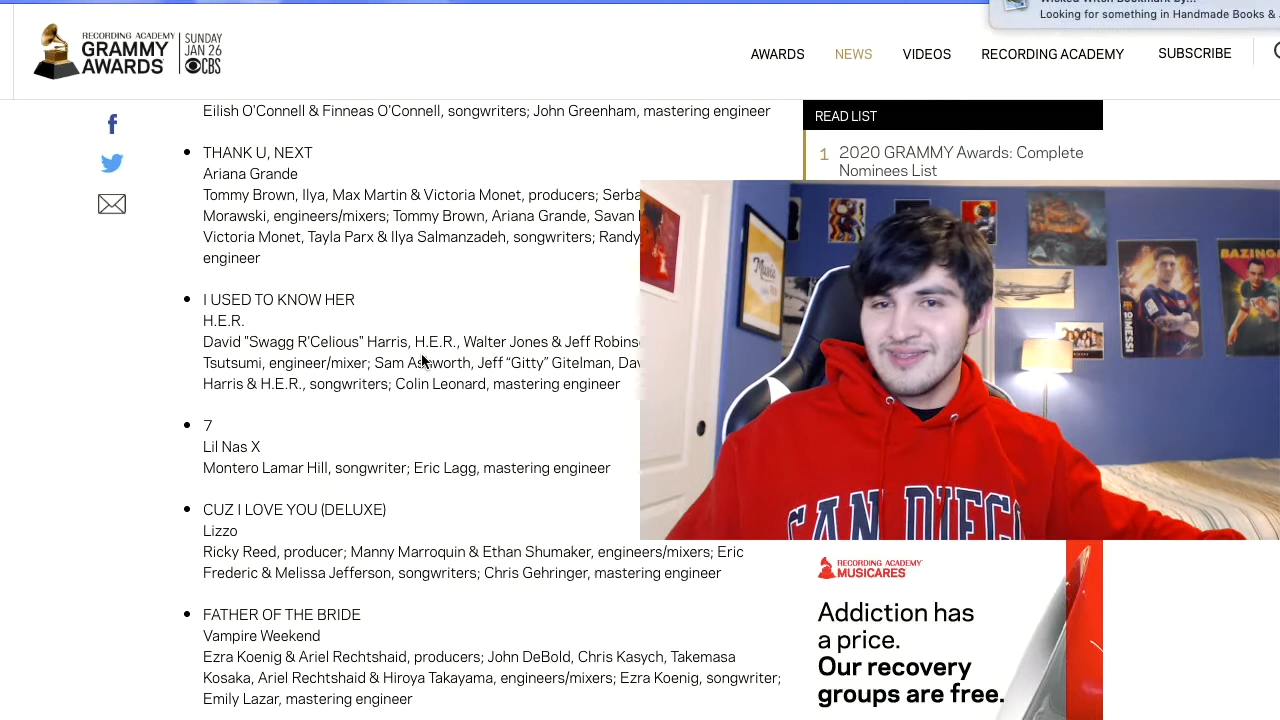 Looking for something in Handmade Books &
RECORDING ACADEMY
GRAMMY
AWARDS
SUNDAY
JAN 26
CBS
AWARDS
NEWS
VIDEOS
RECORDING ACADEMY
SUBSCRIBE
Eilish O'Connell & Finneas O'Connell, songwriters; John Greenham, mastering engineer
THANK U, NEXT
Ariana Grande
Tommy Brown, Ilya, Max Martin & Victoria Monet, producers; Serba
Morawski, engineers/mixers; Tommy Brown, Ariana Grande, Savan
Victoria Monet, Tayla Parx & Ilya Salmanzadeh, songwriters; Randy
engineer
I USED TO KNOW HER
H.E.R.
David "Swagg R'Celious" Harris, H.E.R., Walter Jones & Jeff Robins
Tsutsumi, engineer/mixer; Sam Ashworth, Jeff “Gitty” Gitelman, Dav
Harris & H.E.R., songwriters; Colin Leonard, mastering engineer
7
Lil Nas X
Montero Lamar Hill, songwriter; Eric Lagg, mastering engineer
CUZ I LOVE YOU (DELUXE)
Lizzo
Ricky Reed, producer; Manny Marroquin & Ethan Shumaker, engineers/mixers; Eric
Frederic & Melissa Jefferson, songwriters; Chris Gehringer, mastering engineer
FATHER OF THE BRIDE
Vampire Weekend
Ezra Koenig & Ariel Rechtshaid, producers; John DeBold, Chris Kasych, Takemasa
Kosaka, Ariel Rechtshaid & Hiroya Takayama, engineers/mixers; Ezra Koenig, songwriter;
Emily Lazar, mastering engineer
READ LIST
1 2020 GRAMMY Awards: Complete
Nominees List
Music
10 MESSI
BAZINGA
SAN DIEGO
RECORDING ACADEMY
MUSICARES
Addiction has
a price.
Our recovery
groups are free.